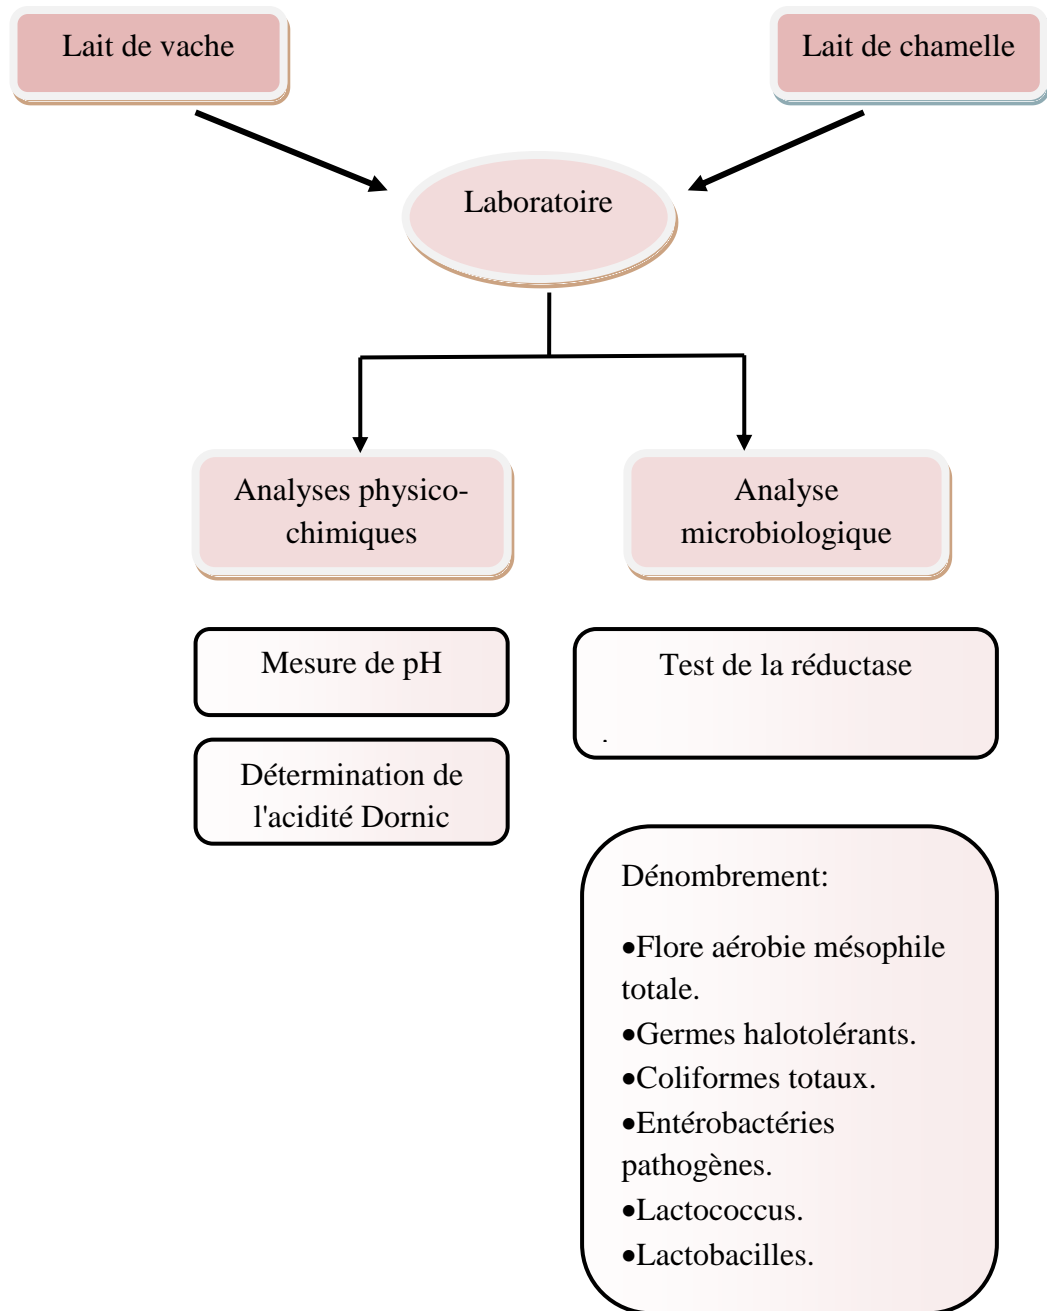 Lait de vache
Lait de chamelle
Laboratoire
Analyses physico-
chimiques
Analyse
microbiologique
Mesure de pH
Test de la réductase
.
Détermination de
l'acidité Dornic
Dénombrement:
•Flore aérobie mésophile
totale.
•Germes halotolérants.
•Coliformes totaux.
•Entérobactéries
pathogènes.
•Lactococcus.
•Lactobacilles.